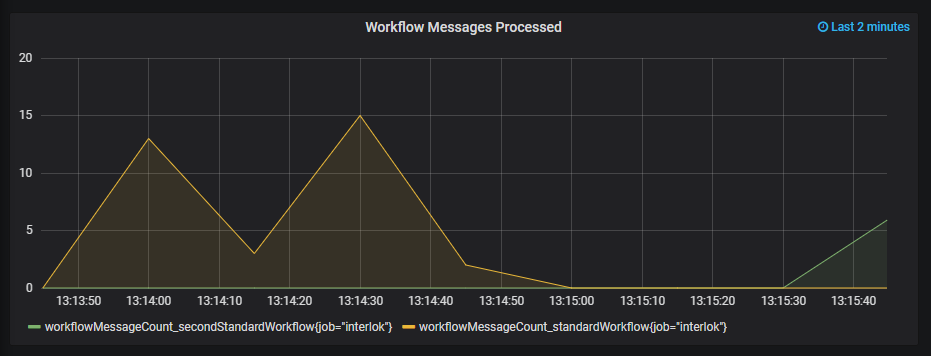 Workflow Messages Processed
Last 2 minutes
20
15
10
5
0
13:13:50 13:14:00 13:14:10 13:14:20 13:14:30 13:14:40 13:14:50 13:15:00 13:15:10 13:15:20 13:15:30 13:15:40
workflowMessageCount_secondStandardWorkflow{job="interlok"} workflowMessageCount_standardWorkflow{job="interlok"}